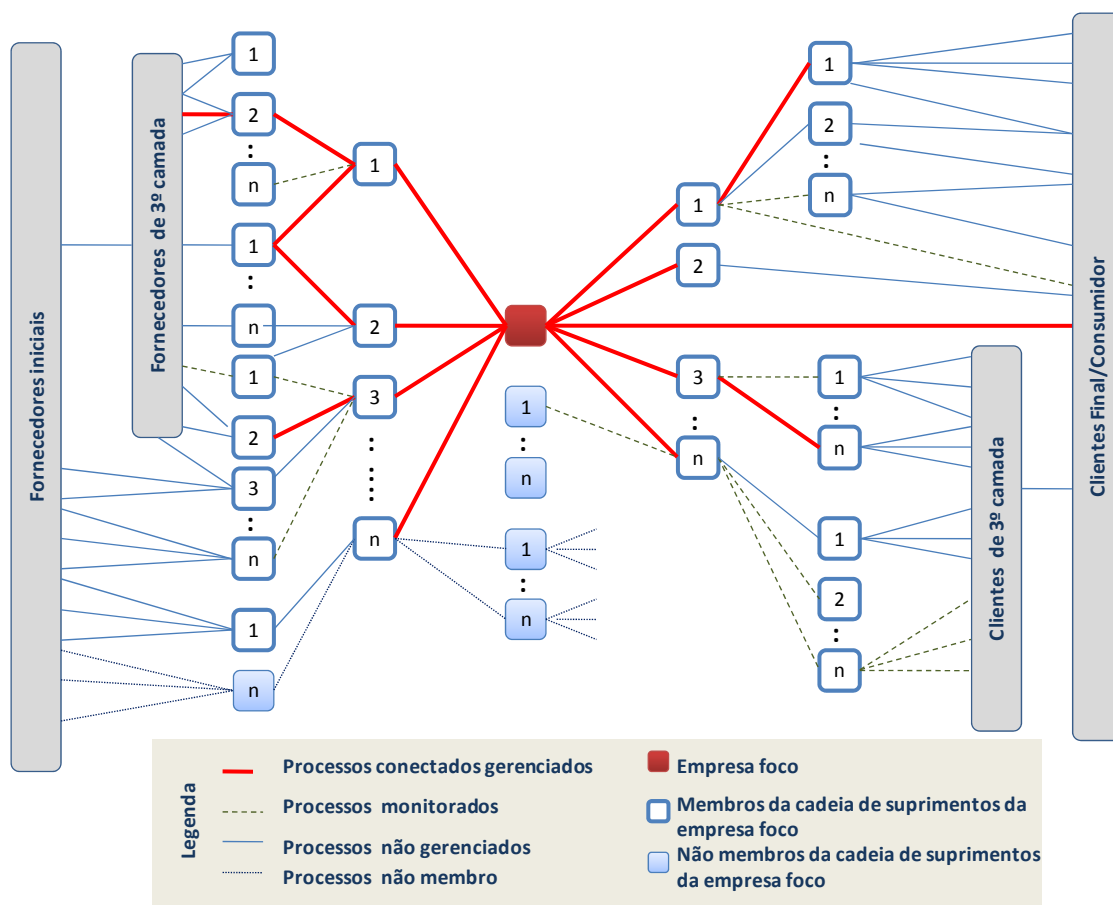 Fornecedores iniciais
Fornecedores de 3º camada
1
2
n
1
n
1
2
3
n
1
n
1
2
3
n
1
n
1
n
1
2
3
n
1
2
n
1
n
1
2
n
Clientes de 3º camada
Clientes Final/Consumidor
Legenda
Processos conectados gerenciados
Processos monitorados
Processos não gerenciados
Processos não membro
Empresa foco
Membros da cadeia de suprimentos da
empresa foco
Não membros da cadeia de suprimentos
da empresa foco